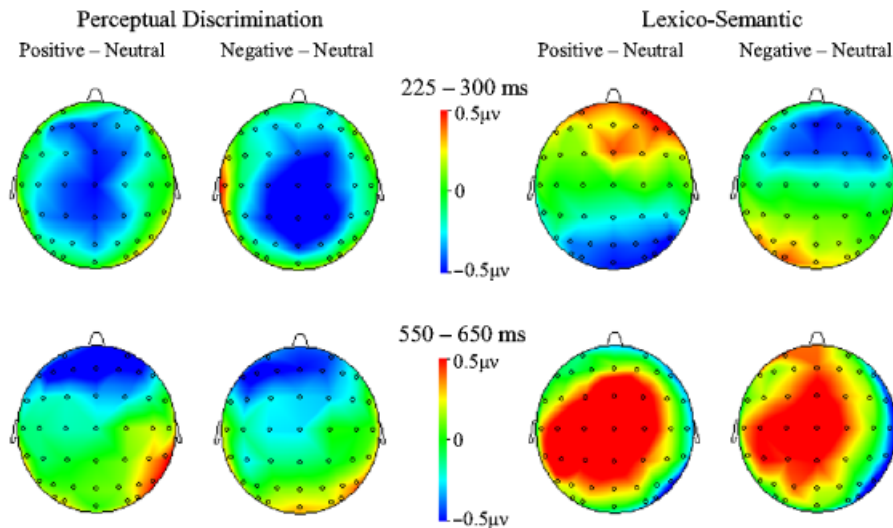 Perceptual Discrimination
Lexico-Semantic
Positive – Neutral
Negative – Neutral
Positive – Neutral
Negative – Neutral
225 – 300 ms
0.5μv
0
−0.5μv
550 – 650 ms
0.5μv
0
−0.5μv